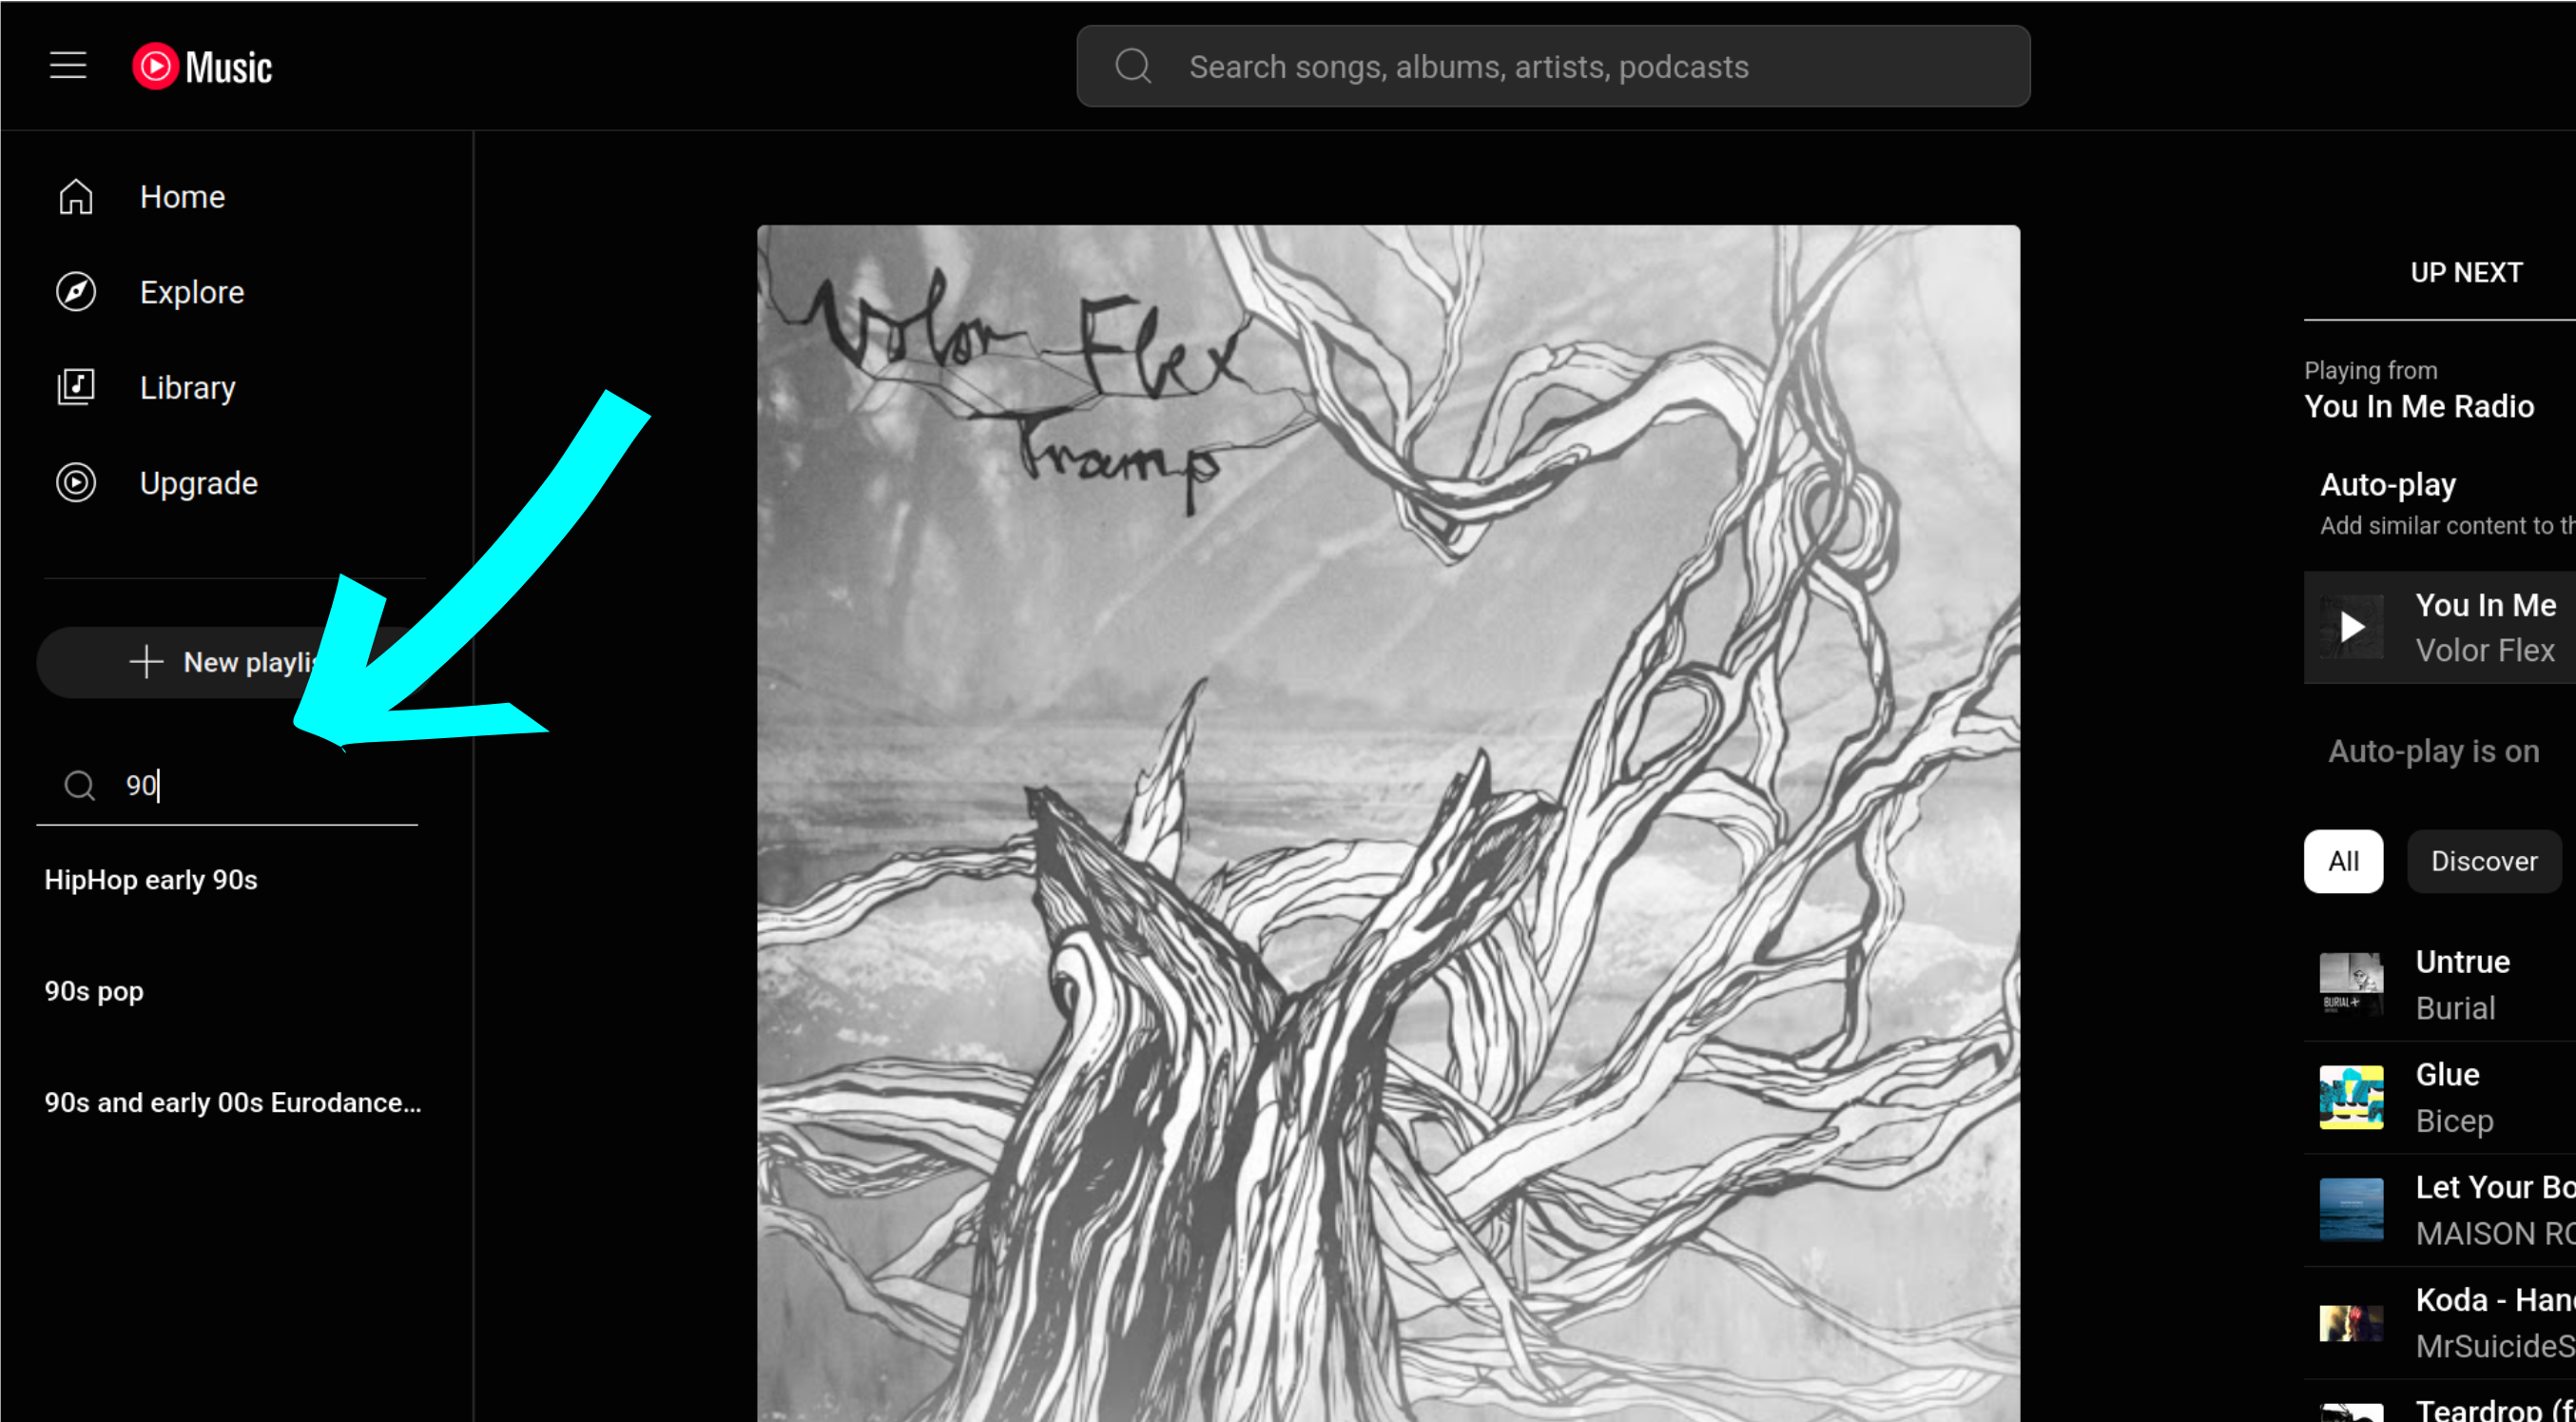 Music
Search songs, albums, artists, podcasts
Home
Explore
Library
Upgrade
New playlis
90
HipHop early 90s
90s pop
90s and early 00s Eurodance...
Volor Flex
Tramp
UP NEXT
Playing from
You In Me Radio
Auto-play
Add similar content to th
You In Me
Volor Flex
Auto-play is on
All
Discover
Untrue
Burial
BURIAL
Glue
Bicep
Let Your Bo
MAISON RO
Koda - Hand
MrSuicideS
Teardrop (f